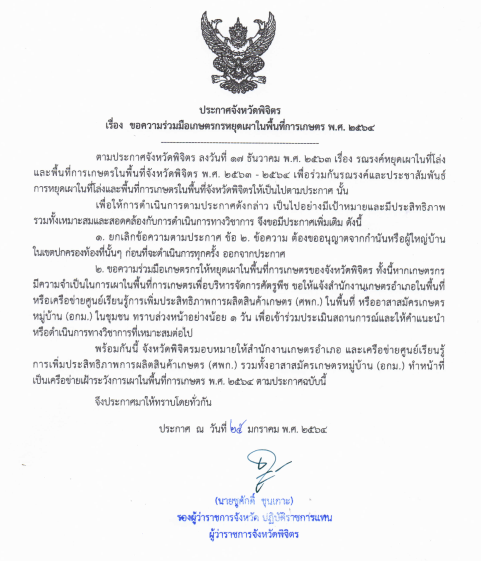 ประกาศจังหวัดพิจิตร
เรื่อง ขอความร่วมมือเกษตรกรหยุดเผาในพื้นที่การเกษตร พ.ศ. ๒๕๖๔
ตามประกาศจังหวัดพิจิตร ลงวันที่ ๑๗ ธันวาคม พ.ศ. ๒๕๖๓ เรื่อง รณรงค์หยุดเผาในที่โล่ง
และพื้นที่การเกษตรในพื้นที่จังหวัดพิจิตร พ.ศ. ๒๕๖๓ - ๒๕๖๔ เพื่อร่วมกันรณรงค์และประชาสัมพันธ์
การหยุดเผาในที่โล่งและพื้นที่การเกษตรในพื้นที่จังหวัดพิจิตรให้เป็นไปตามประกาศ นั้น
เพื่อให้การดำเนินการตามประกาศดังกล่าว เป็นไปอย่างมีเป้าหมายและมีประสิทธิภาพ
รวมทั้งเหมาะสมและสอดคล้องกับการดำเนินการทางวิชาการ จึงขอมีประกาศเพิ่มเติม ดังนี้
๑. ยกเลิกข้อความตามประกาศ ข้อ ๒. ข้อความ ต้องขออนุญาตจากกำนันหรือผู้ใหญ่บ้าน
ในเขตปกครองท้องที่นั้นๆ ก่อนที่จะดำเนินการทุกครั้ง ออกจากประกาศ
๒. ขอความร่วมมือเกษตรกรให้หยุดเผาในพื้นที่การเกษตรของจังหวัดพิจิตร ทั้งนี้หากเกษตรกร
มีความจำเป็นในการเผาในพื้นที่การเกษตรเพื่อบริหารจัดการศัตรูพืช ขอให้แจ้งสำนักงานเกษตรอำเภอในพื้นที่
หรือเครือข่ายศูนย์เรียนรู้การเพิ่มประสิทธิภาพการผลิตสินค้าเกษตร (ศพก.) ในพื้นที่ หรืออาสาสมัครเกษตร
หมู่บ้าน (อกม.) ในชุมชน ทราบล่วงหน้าอย่างน้อย ๑ วัน เพื่อเข้าร่วมประเมินสถานการณ์และให้คำแนะนำ
หรือดำเนินการทางวิชาการที่เหมาะสมต่อไป
พร้อมกันนี้ จังหวัดพิจิตรมอบหมายให้สำนักงานเกษตรอำเภอ และเครือข่ายศูนย์เรียนรู้
การเพิ่มประสิทธิภาพการผลิตสินค้าเกษตร (ศพก.) รวมทั้งอาสาสมัครเกษตรหมู่บ้าน (อกม.) ทำหน้าที่
เป็นเครือข่ายเฝ้าระวังการเผาในพื้นที่การเกษตร พ.ศ. ๒๕๖๔ ตามประกาศฉบับนี้
จึงประกาศมาให้ทราบโดยทั่วกัน
ประกาศ ณ วันที่ ๒๕ มกราคม พ.ศ. ๒๕๖๔
(นายชูศักดิ์ ชุนเกาะ)
รองผู้ว่าราชการจังหวัด ปฏิบัติราชการแทน
ผู้ว่าราชการจังหวัดพิจิตร